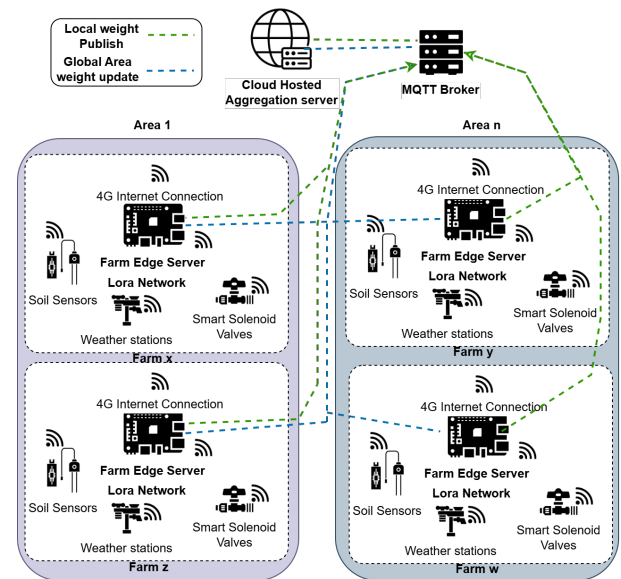 Local weight
Publish
Global Area
weight update
Cloud Hosted
Aggregation server
MQTT Broker
Area 1
Area n
4G Internet Connection
Farm Edge Server
Lora Network
Soil Sensors
Smart Solenoid
Valves
Weather stations
Farm x
4G Internet Connection
Farm Edge Server
Lora Network
Soil Sensors
Smart Solenoid
Valves
Weather stations
Farm y
4G Internet Connection
Farm Edge Server
Lora Network
Soil Sensors
Smart Solenoid
Valves
Weather stations
Farm z
4G Internet Connection
Farm Edge Server
Lora Network
Soil Sensors
Smart Solenoid
Valves
Weather stations
Farm w